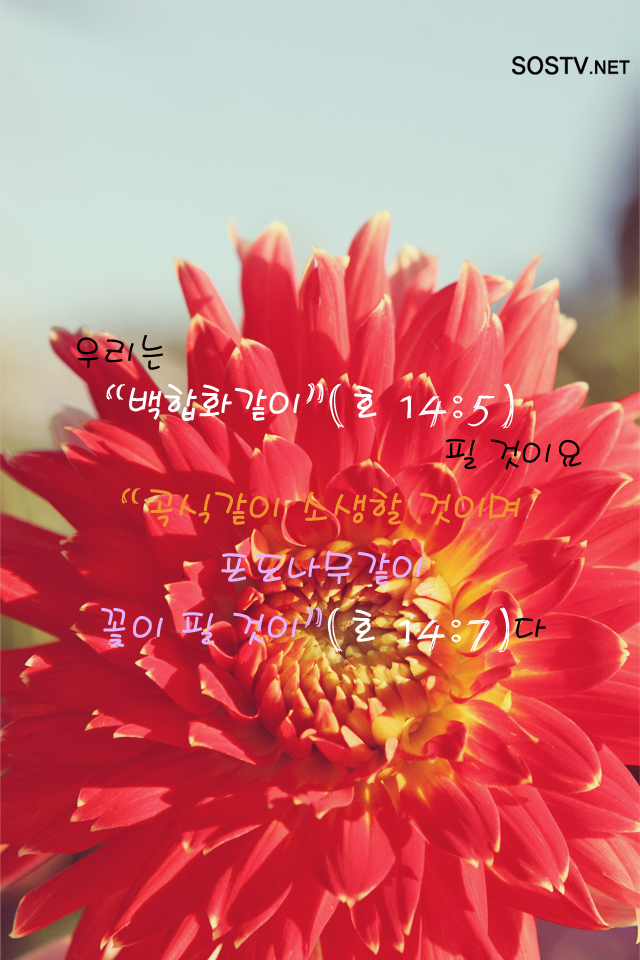 SOSTV.NET
우리는
“백합화같이”(호 14:5)
필 것이요
“곡식같이 소생할 것이며
포도나무같이
꽃이 필 것이”(호 14:7)다